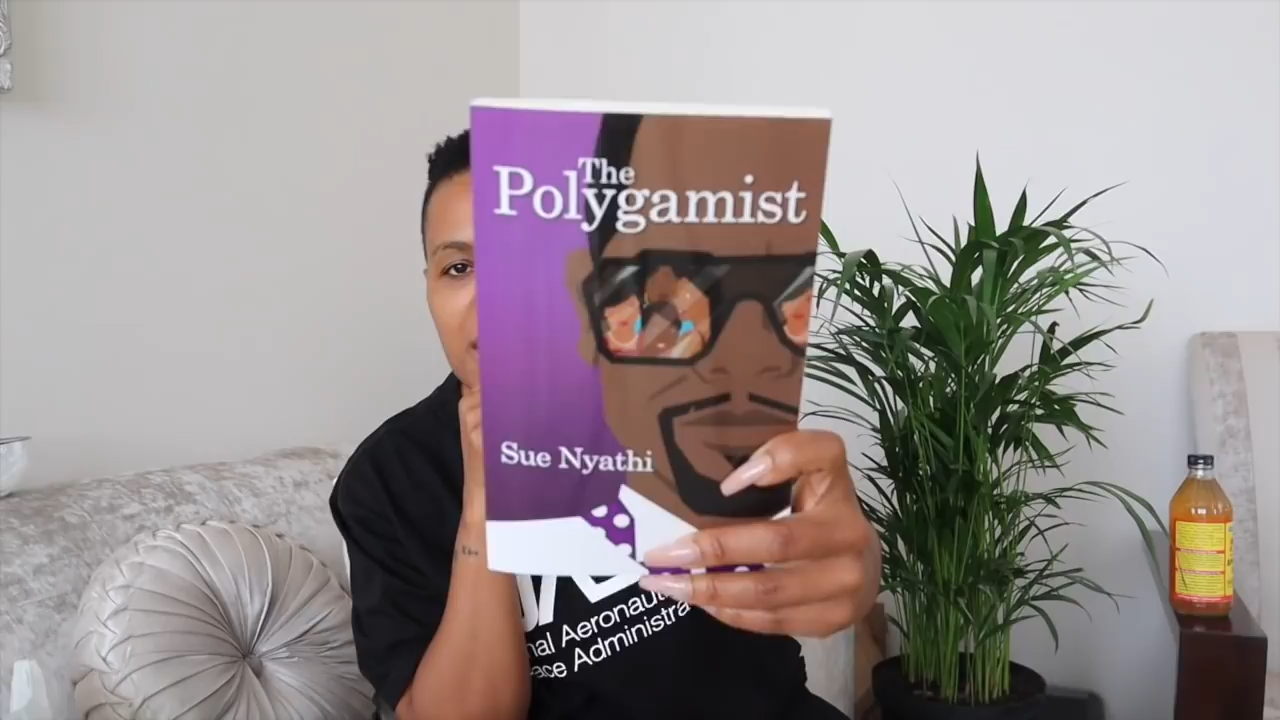 The
Polygamist
Sue Nyathi
nal Aeronaut
ace Administra